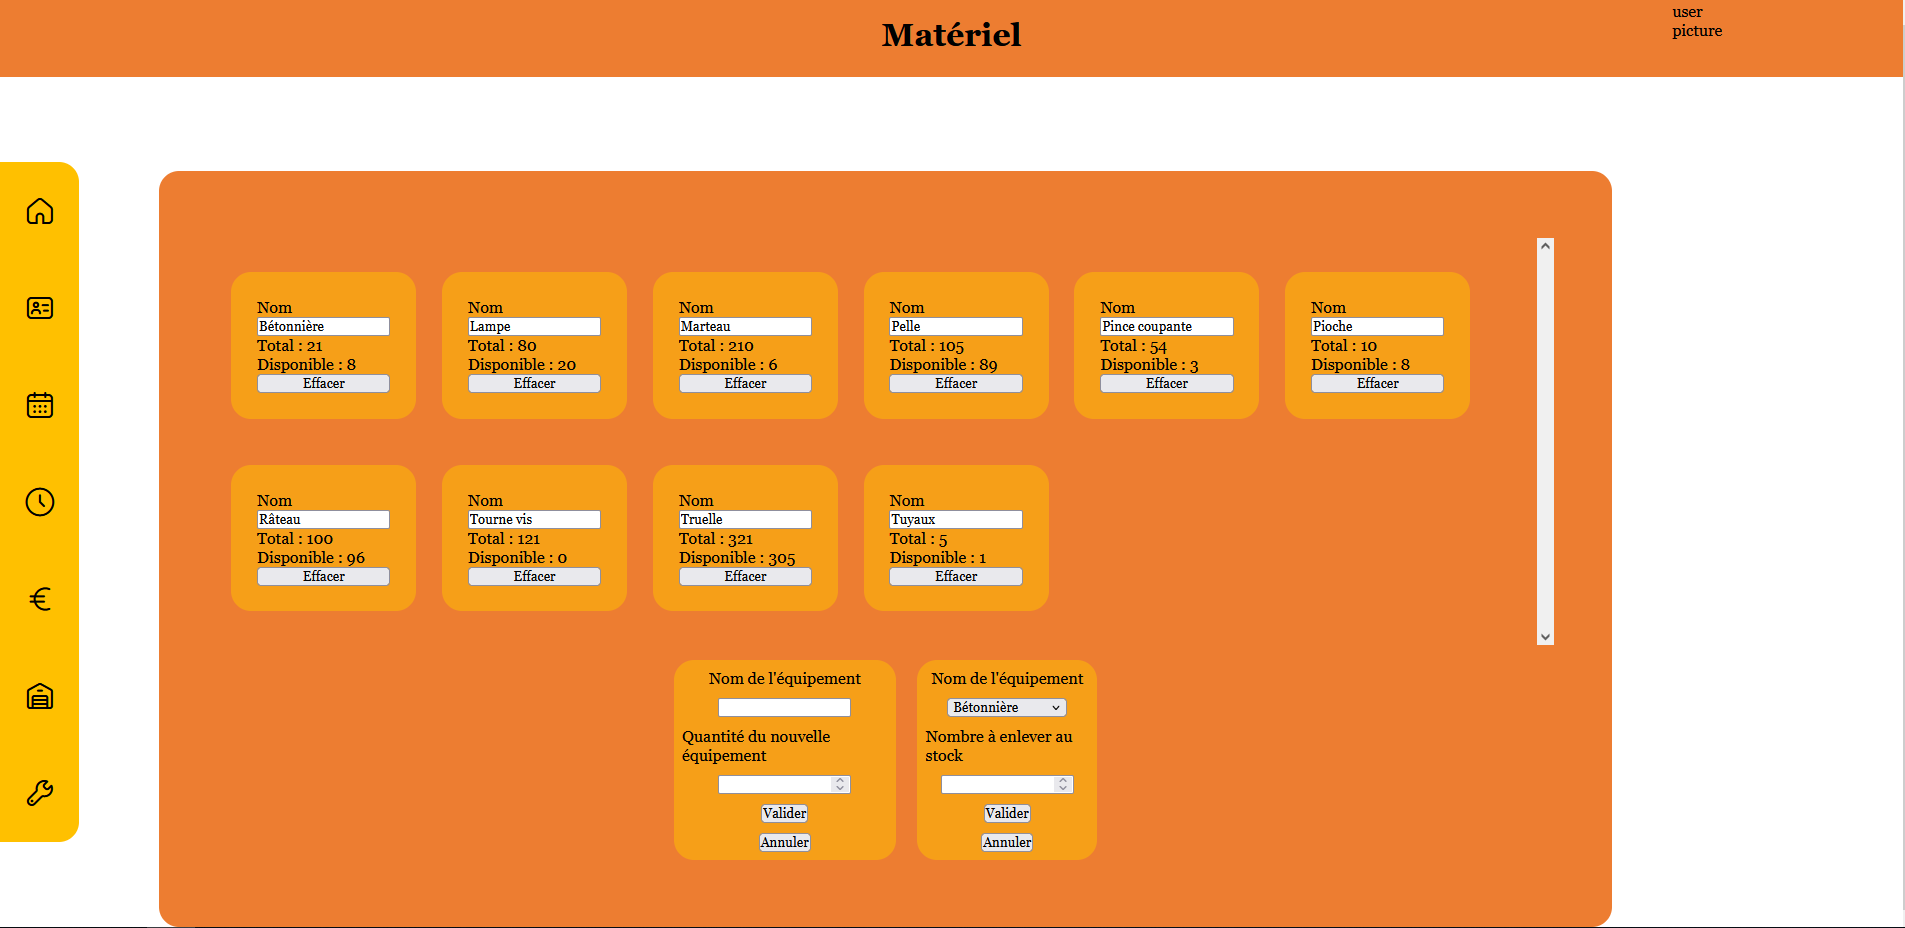 Matériel
user
picture
Nom
Bétonnière
Total : 21
Disponible : 8
Effacer
Nom
Lampe
Total : 80
Disponible : 20
Effacer
Nom
Marteau
Total : 210
Disponible : 6
Effacer
Nom
Pelle
Total : 105
Disponible : 89
Effacer
Nom
Pince coupante
Total : 54
Disponible : 3
Effacer
Nom
Pioche
Total : 10
Disponible : 8
Effacer
Nom
Râteau
Total : 100
Disponible : 96
Effacer
Nom
Tourne vis
Total : 121
Disponible : 0
Effacer
Nom
Truelle
Total : 321
Disponible : 305
Effacer
Nom
Tuyaux
Total : 5
Disponible : 1
Effacer
Nom de l'équipement
Quantité du nouvelle
équipement
Valider
Annuler
Nom de l'équipement
Bétonnière
Nombre à enlever au
stock
Valider
Annuler